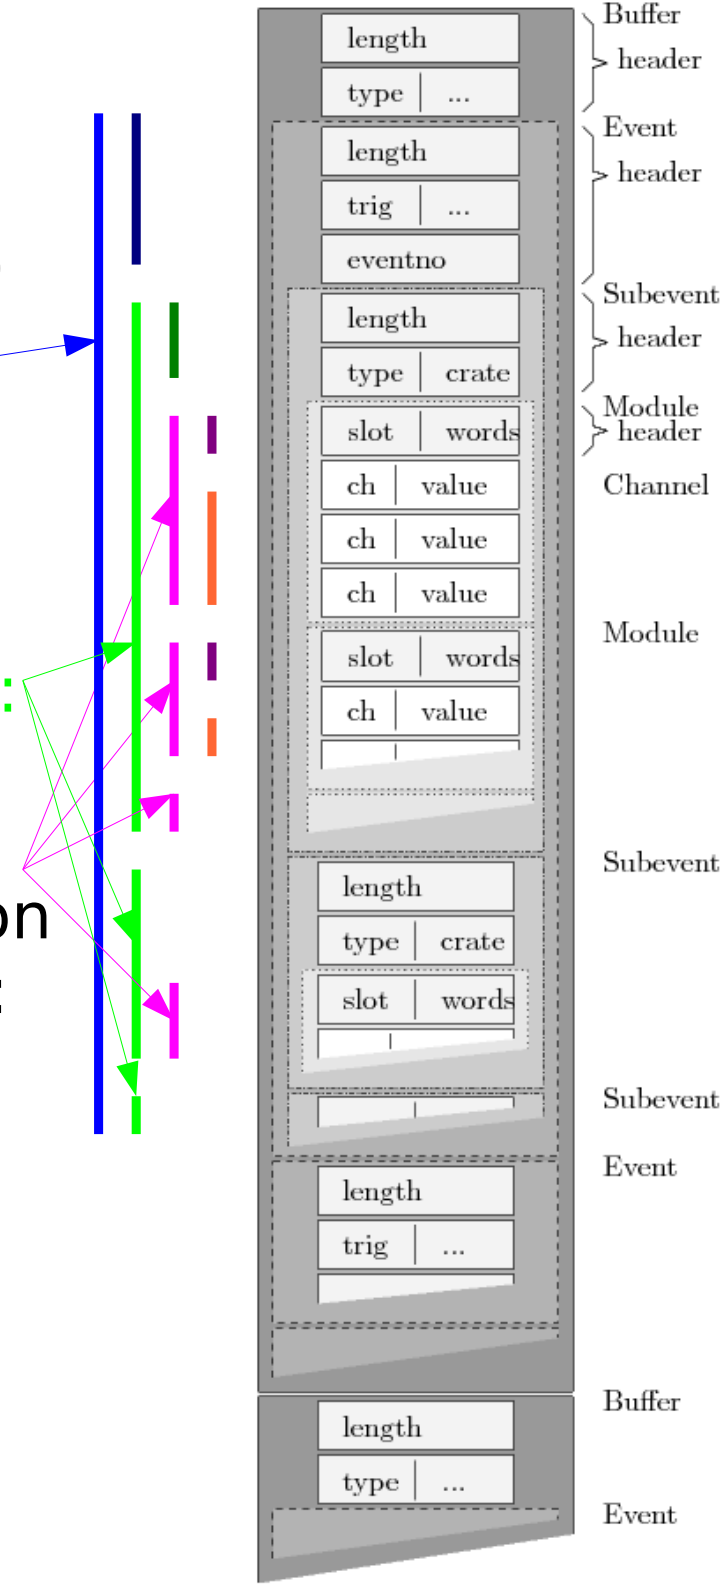 Buffer
length
header
type | ...
Event
length
header
trig | ...
eventno
Subevent
length
header
type | crate
Module
slot | words
header
ch | value
Channel
ch | value
ch | value
Module
slot | words
ch | value
Subevent
length
:
on
type | crate
:
slot | words
Subevent
Event
length
trig | ...
Buffer
length
type | ...
Event